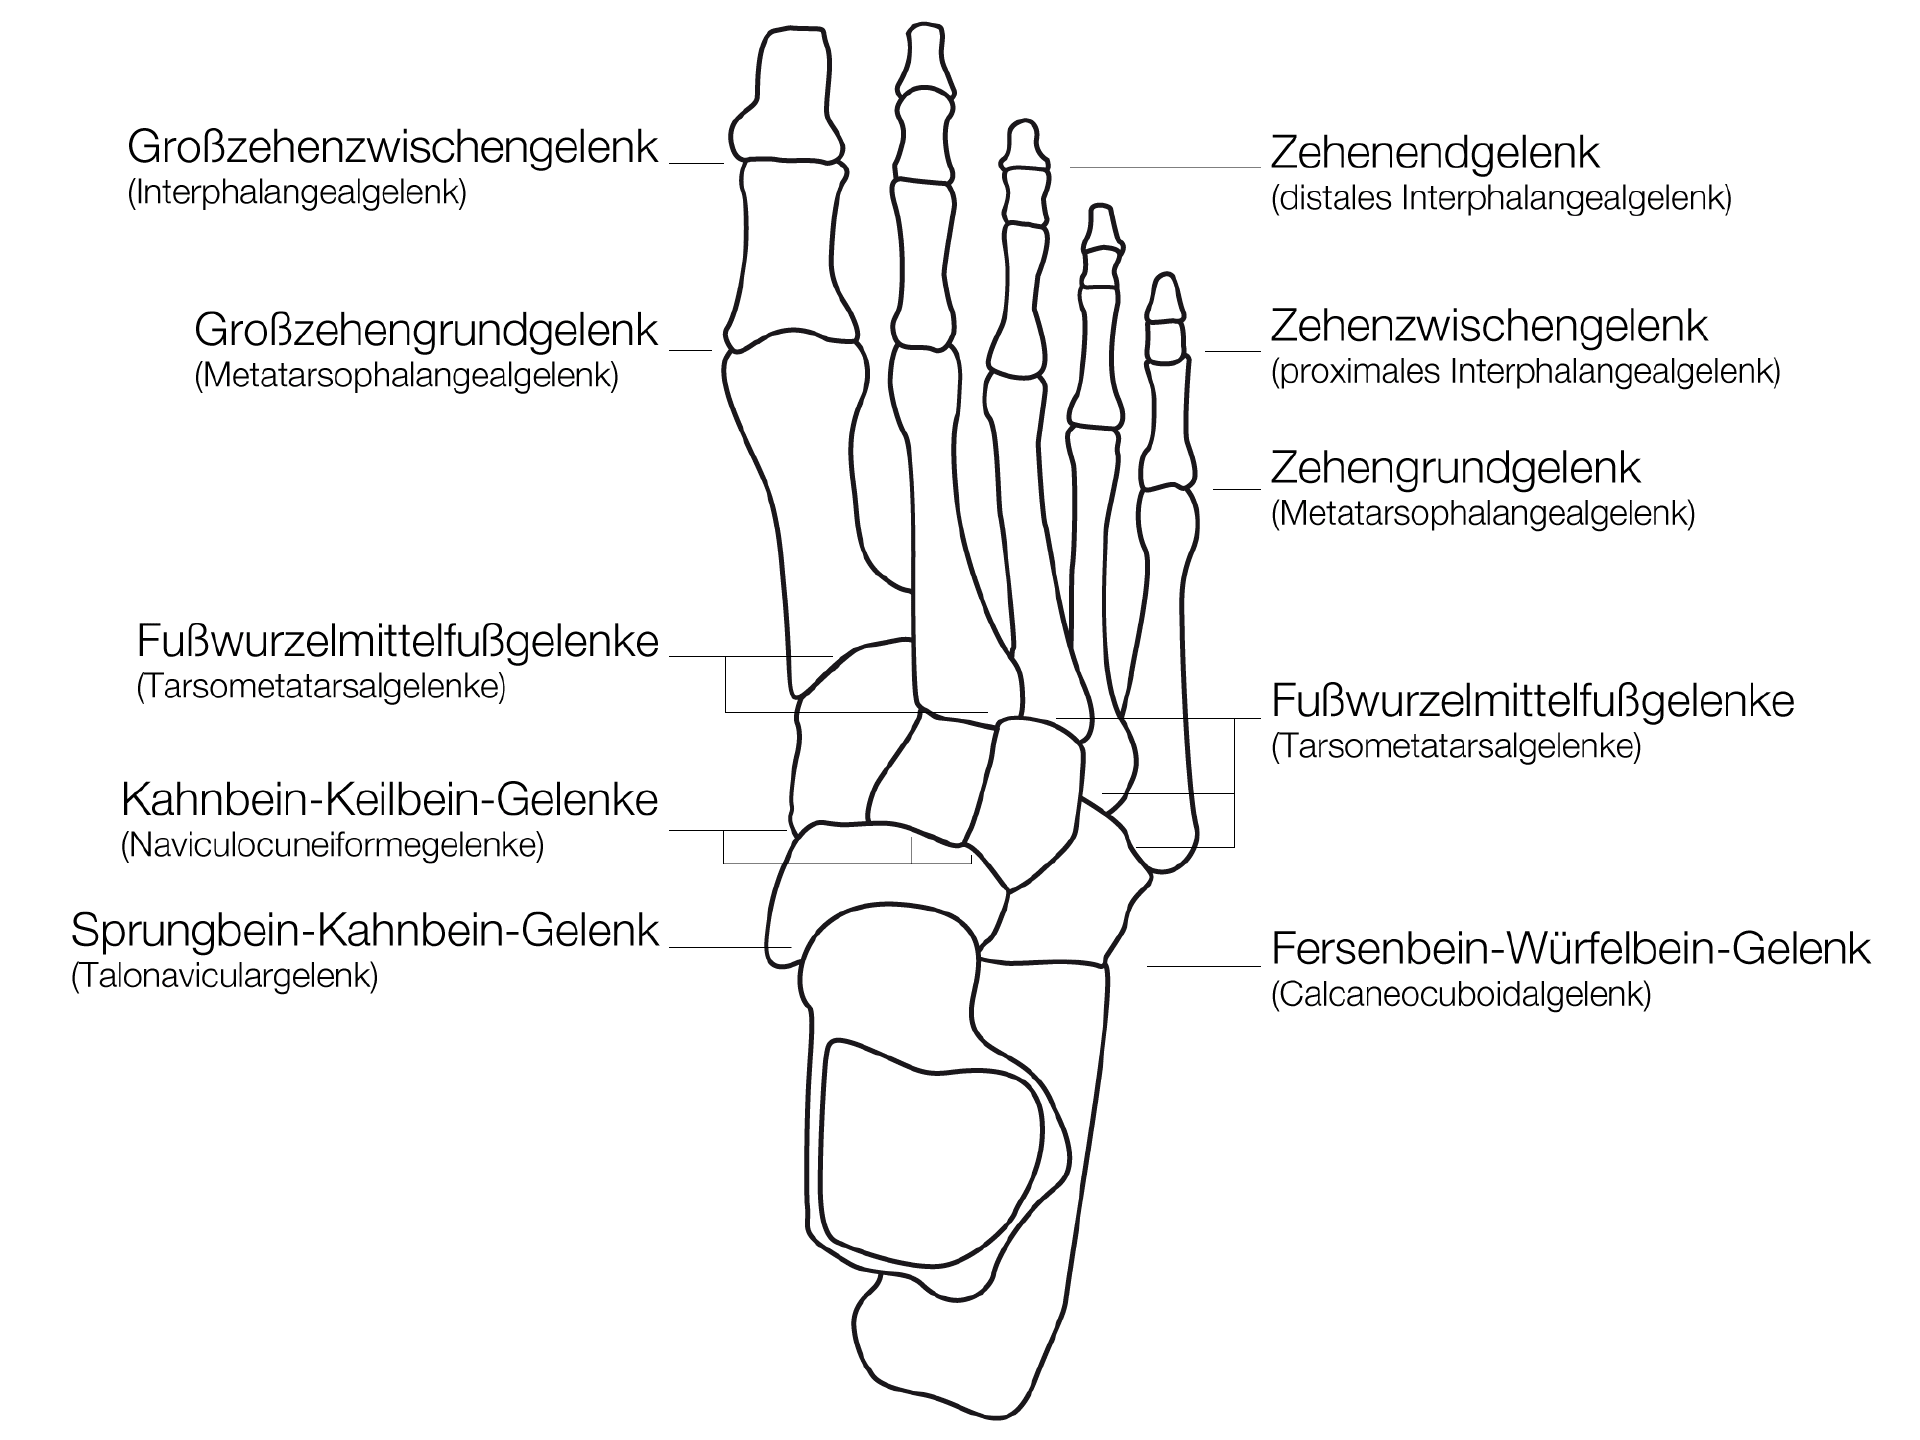 Großzehenzwischengelenk
(Interphalangealgelenk)
Großzehengrundgelenk
(Metatarsophalangealgelenk)
Fußwurzelmittelfußgelenke
(Tarsometatarsalgelenke)
Kahnbein-Keilbein-Gelenke
(Naviculocuneiformegelenke)
Sprungbein-Kahnbein-Gelenk
(Talonaviculargelenk)
Zehenendgelenk
(distales Interphalangealgelenk)
Zehenzwischengelenk
(proximales Interphalangealgelenk)
Zehengrundgelenk
(Metatarsophalangealgelenk)
Fußwurzelmittelfußgelenke
(Tarsometatarsalgelenke)
Fersenbein-Würfelbein-Gelenk
(Calcaneocuboidalgelenk)